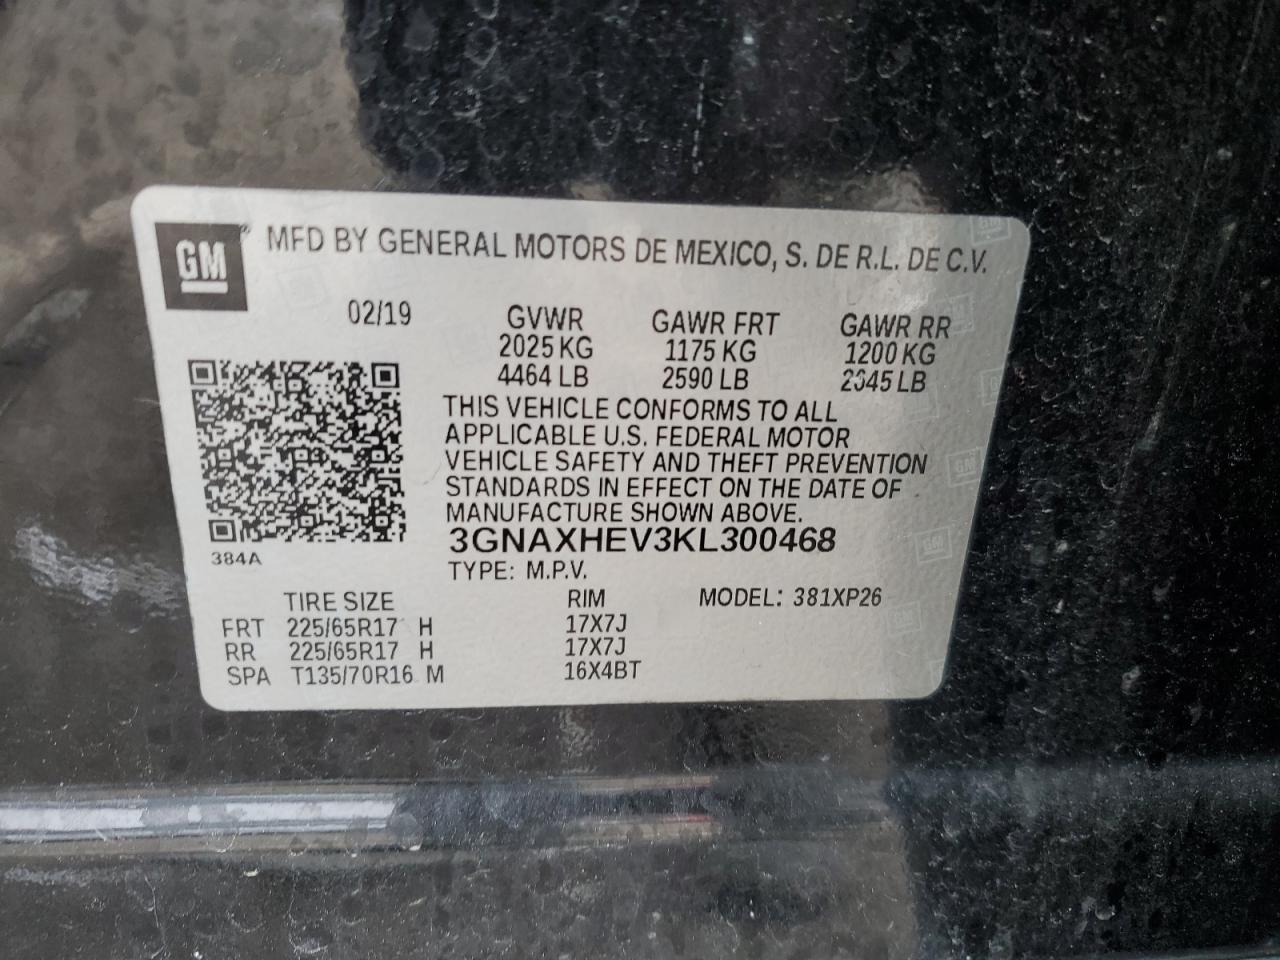 GM® MFD BY GENERAL MOTORS DE MEXICO, S. DE R.L. DE C.V.
02/19 GVWR GAWR FRT GAWR RR
2025 KG 1175 KG 1200 KG
4464 LB 2590 LB 2645 LB
THIS VEHICLE CONFORMS TO ALL
APPLICABLE U.S. FEDERAL MOTOR
VEHICLE SAFETY AND THEFT PREVENTION
STANDARDS IN EFFECT ON THE DATE OF
MANUFACTURE SHOWN ABOVE.
3GNAXHEV3KL300468
384A
TYPE: M.P.V.
TIRE SIZE RIM MODEL: 381XP26
FRT 225/65R17 H 17X7J
RR 225/65R17 H 17X7J
SPA T135/70R16 M 16X4BT